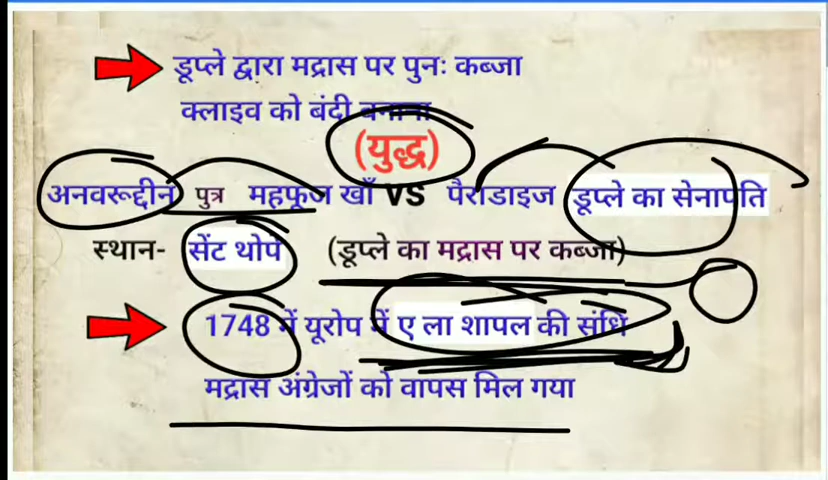 डूप्ले द्वारा मद्रास पर पुनः कब्जा
क्लाइव को बंदी बनाना
(युद्ध)
अनवरूद्दीन पुत्र महफूज खाँ VS पैराडाइज डूप्ले का सेनापति
स्थान- सेंट थोप (डूप्ले का मद्रास पर कब्जा)
1748 में यूरोप में ए ला शापल की संधि
मद्रास अंग्रेजों को वापस मिल गया